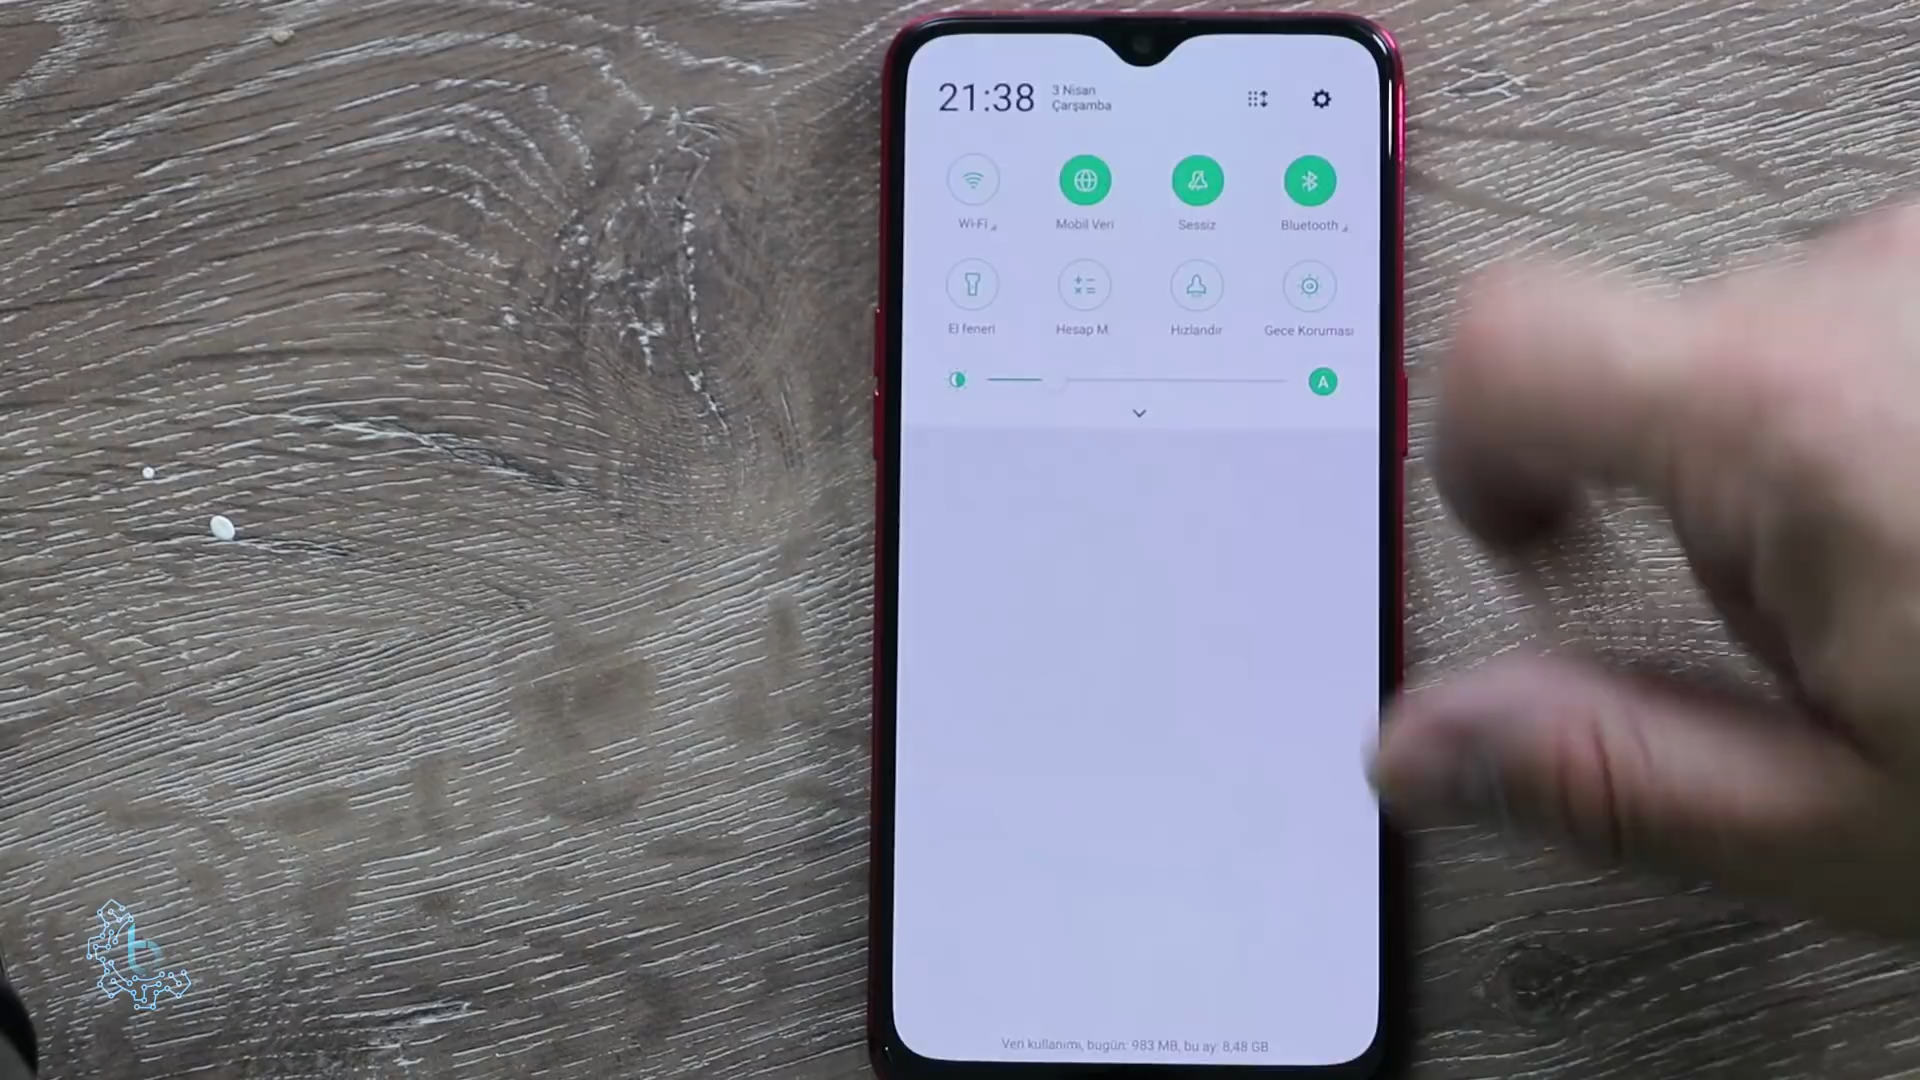 21:38
3 Nisan
Çarşamba
Wi-Fi
Mobil Veri
Sessiz
Bluetooth
El feneri
Hesap M.
Hızlandır
Gece Koruması
A
Veri kullanımı, bugün: 983 MB, bu ay: 8,48 GB
b